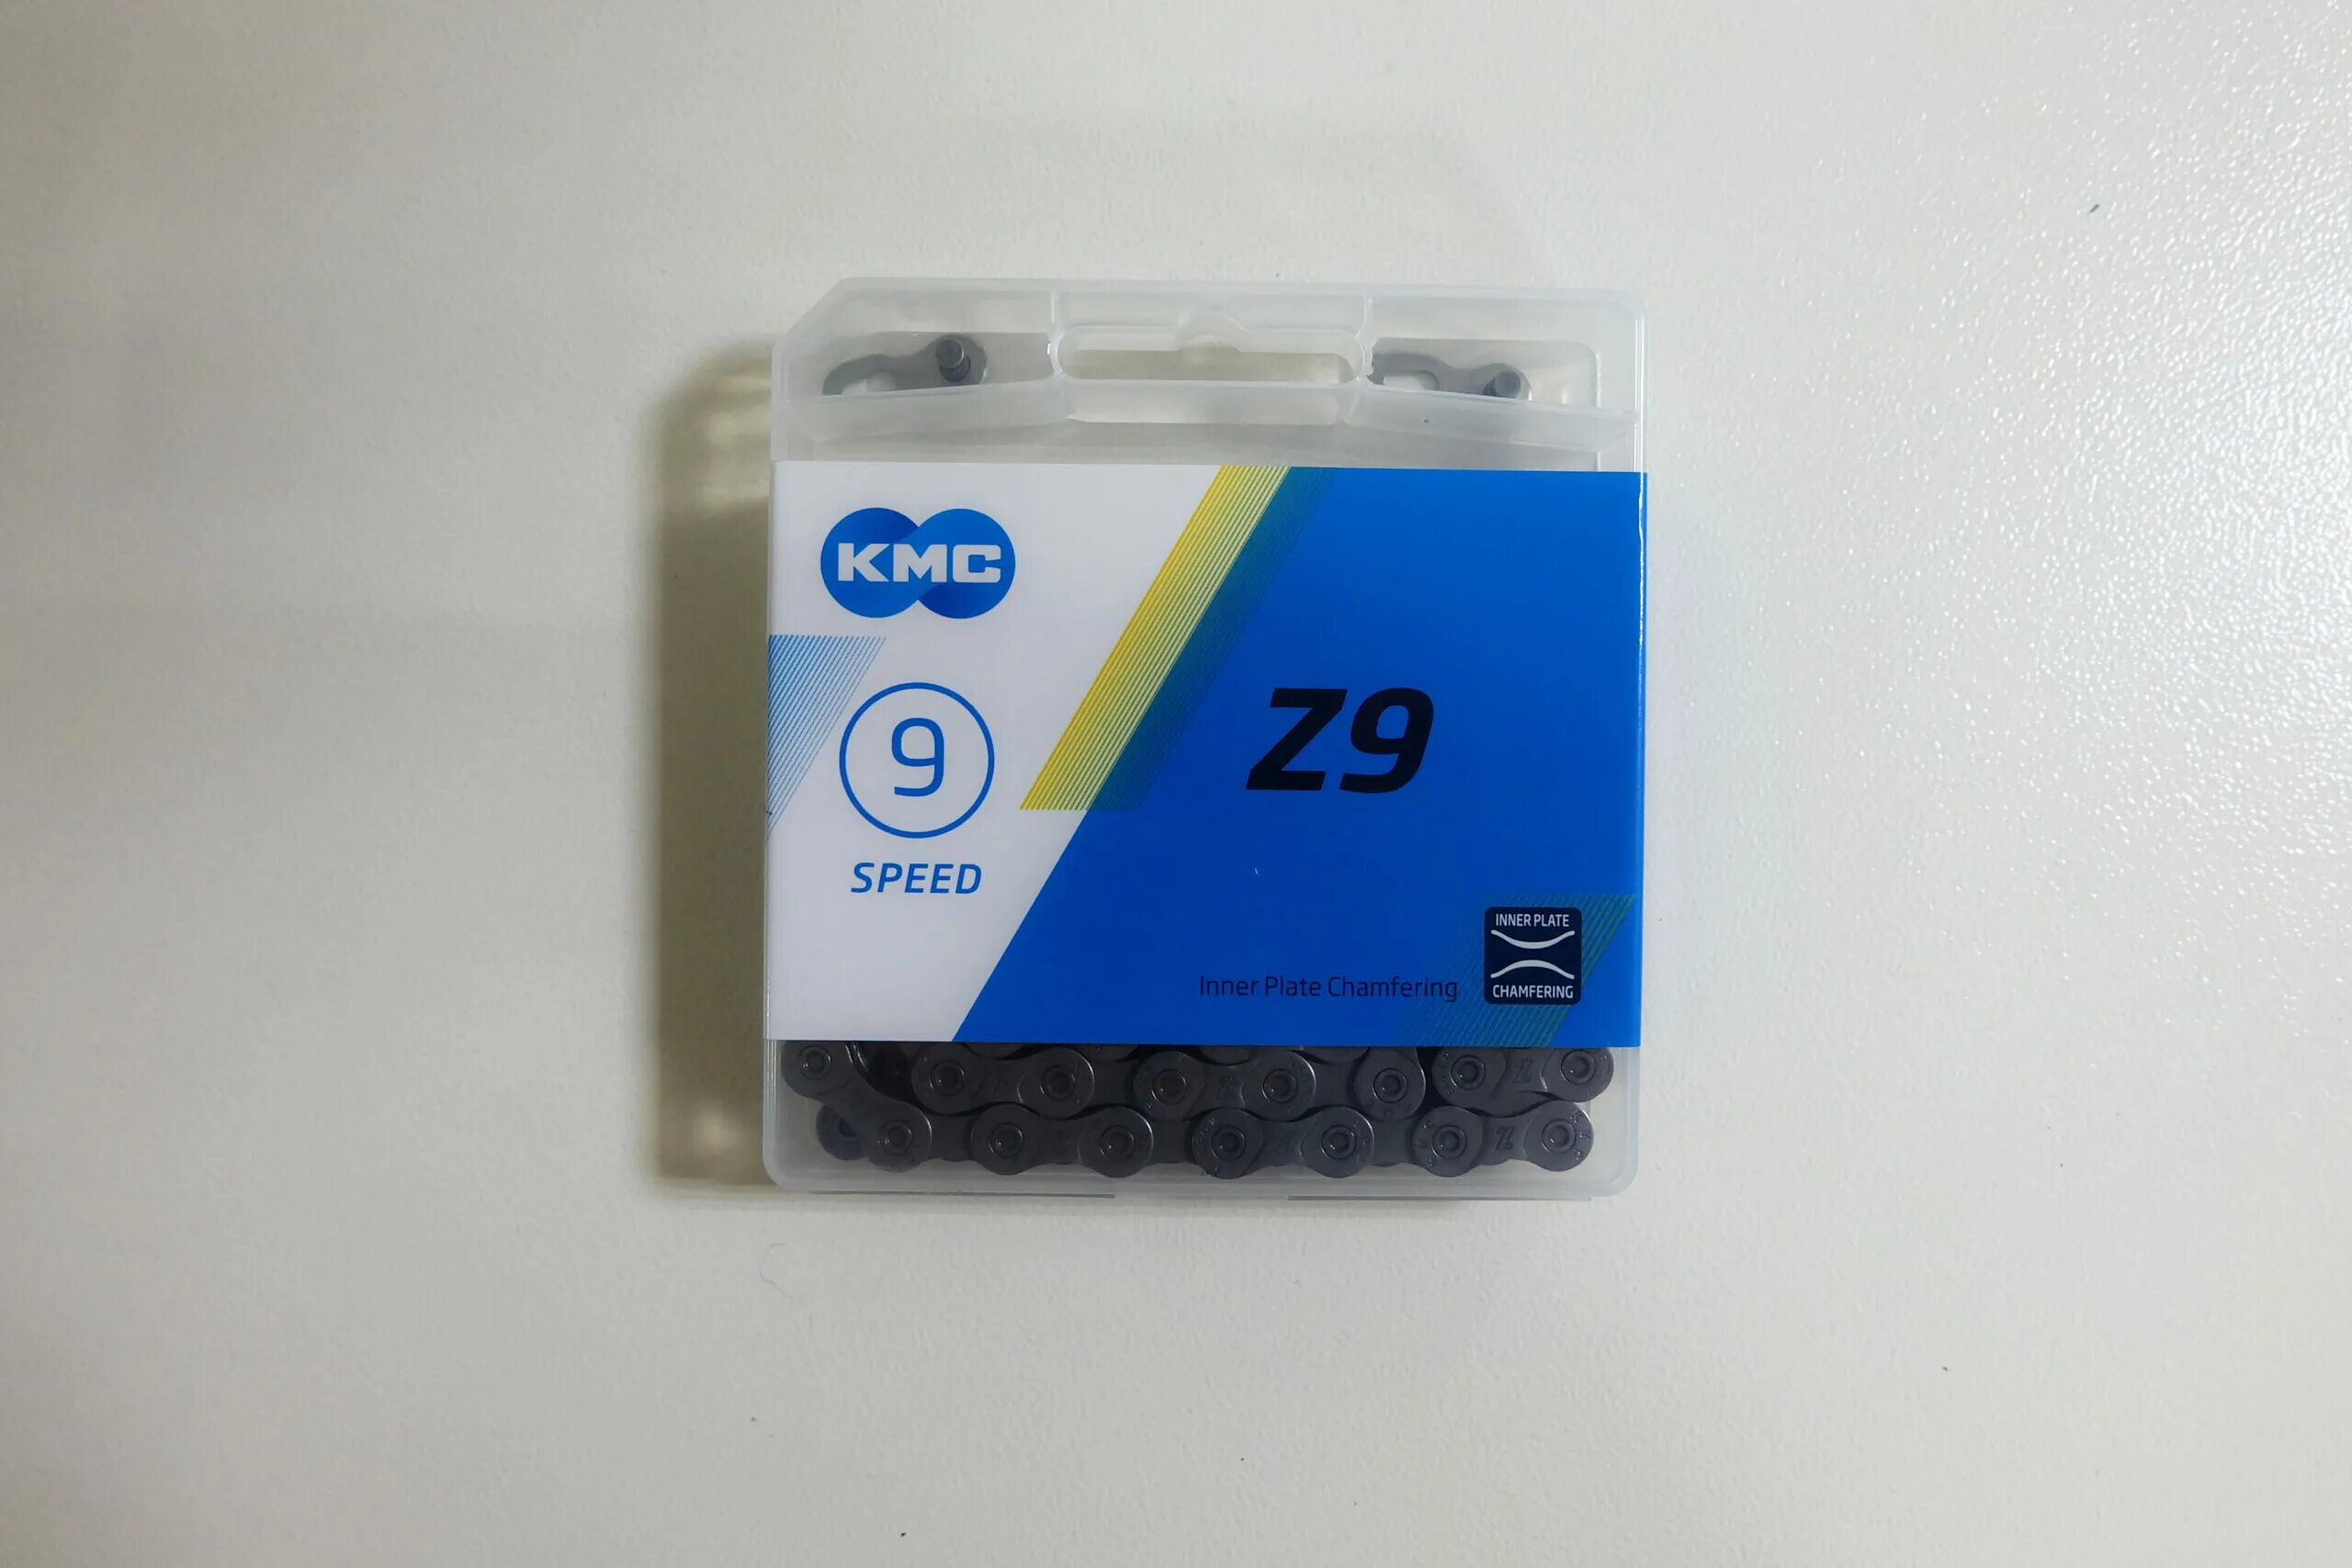 KMC
9
SPEED
Z9
Inner Plate Chamfering
INNER PLATE
CHAMFERING
Z
Z